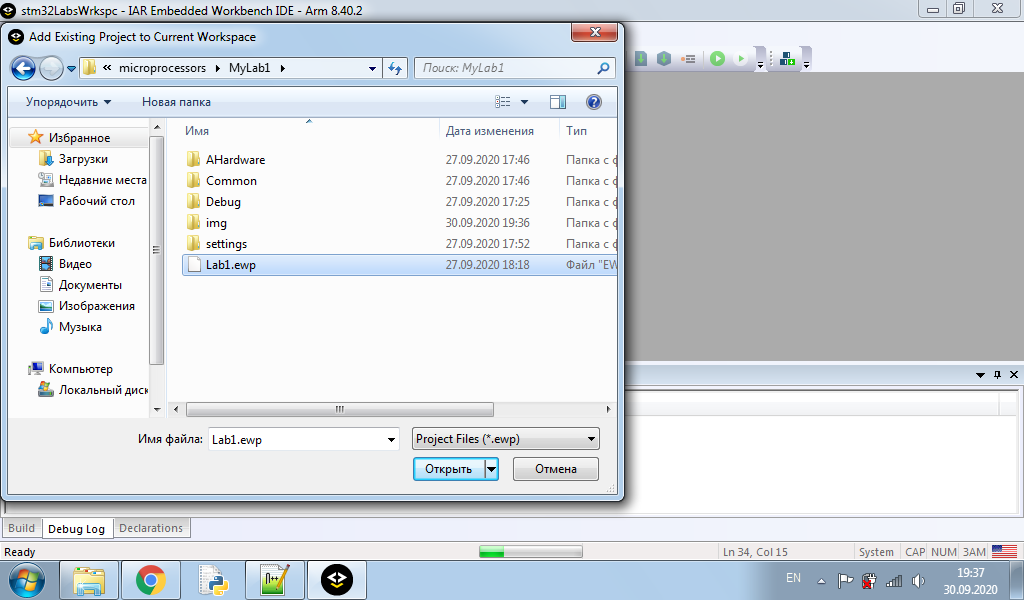 stm32LabsWrkspc - IAR Embedded Workbench IDE - Arm 8.40.2
Add Existing Project to Current Workspace
« microprocessors MyLab1
Поиск: MyLab1
Упорядочить Новая папка
Избранное
Загрузки
Недавние места
Рабочий стол
Библиотеки
Видео
Документы
Изображения
Музыка
Компьютер
Локальный диск
Имя Дата изменения Тип
AHardware 27.09.2020 17:46 Папка с ф
Common 27.09.2020 17:46 Папка с ф
Debug 27.09.2020 17:25 Папка с ф
img 30.09.2020 19:36 Папка с ф
settings 27.09.2020 17:52 Папка с ф
Lab1.ewp 27.09.2020 18:18 Файл "EW
Имя файла: Lab1.ewp Project Files (*.ewp)
Открыть Отмена
Build Debug Log Declarations
Ready Ln 34, Col 15 System CAP NUM ЗАМ
EN 19:37
30.09.2020